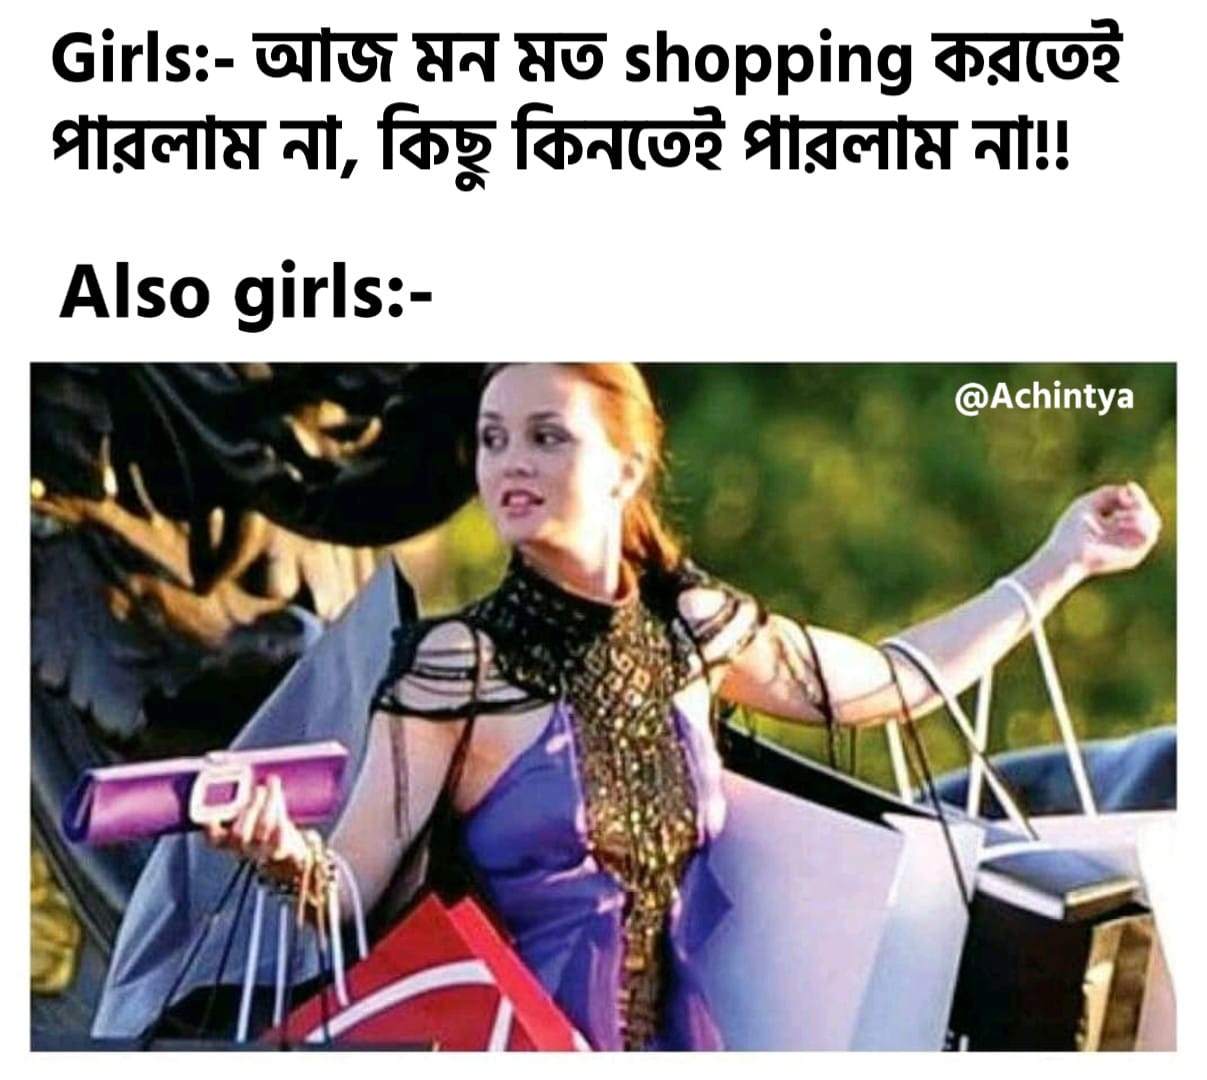 Girls:- আজ মন মত shopping করতেই
পারলাম না, কিছু কিনতেই পারলাম না!!
Also girls:-
@Achintya